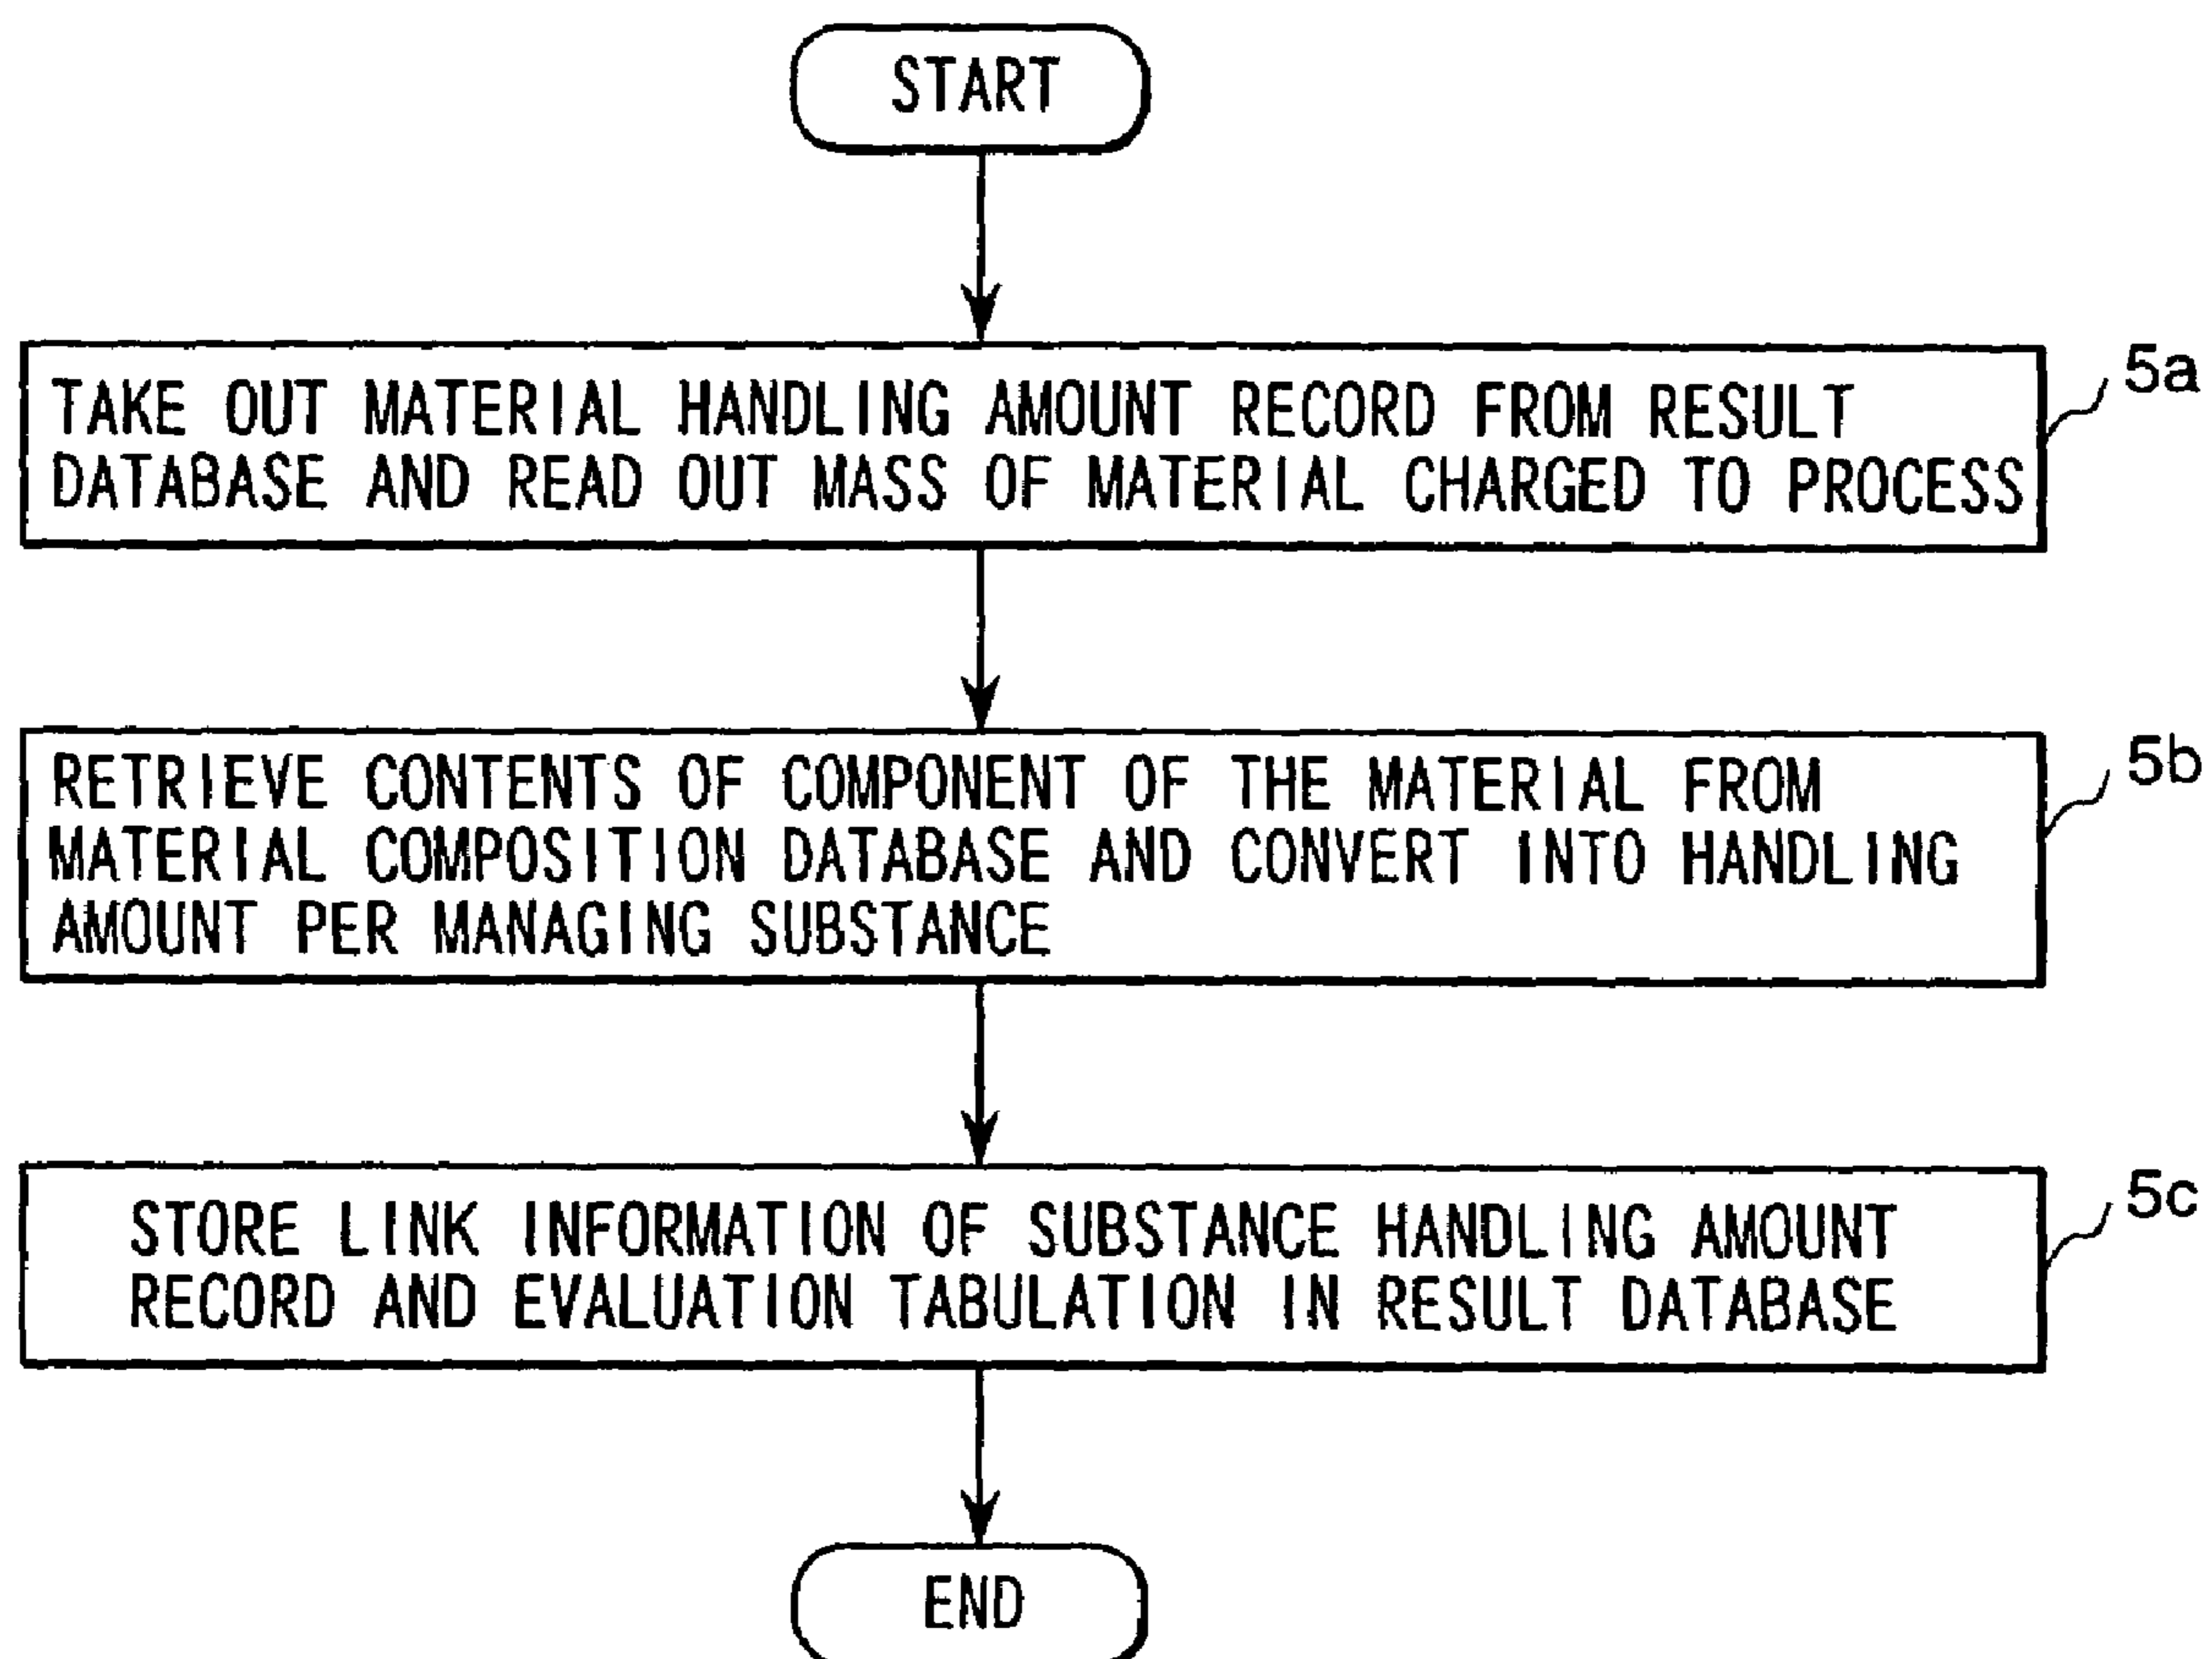 START
TAKE OUT MATERIAL HANDLING AMOUNT RECORD FROM RESULT
DATABASE AND READ OUT MASS OF MATERIAL CHARGED TO PROCESS
5a
RETRIEVE CONTENTS OF COMPONENT OF THE MATERIAL FROM
MATERIAL COMPOSITION DATABASE AND CONVERT INTO HANDLING
AMOUNT PER MANAGING SUBSTANCE
5b
STORE LINK INFORMATION OF SUBSTANCE HANDLING AMOUNT
RECORD AND EVALUATION TABULATION IN RESULT DATABASE
5c
END